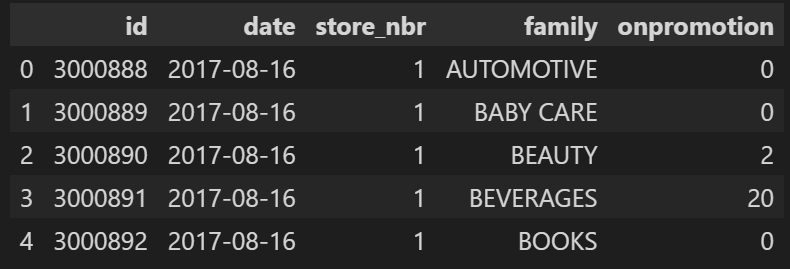 id date store_nbr family onpromotion
0 3000888 2017-08-16 1 AUTOMOTIVE 0
1 3000889 2017-08-16 1 BABY CARE 0
2 3000890 2017-08-16 1 BEAUTY 2
3 3000891 2017-08-16 1 BEVERAGES 20
4 3000892 2017-08-16 1 BOOKS 0